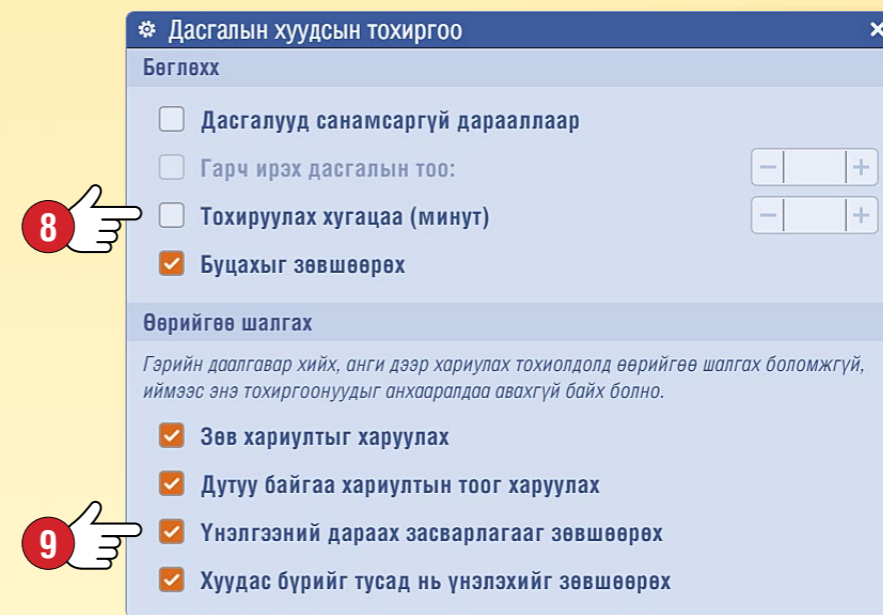 Дасгалын хуудсын тохиргоо
Бөглөхх
Дасгалууд санамсаргүй дарааллаар
Гарч ирэх дасгалын тоо:
8
Тохируулах хугацаа (минут)
Буцахыг зөвшөөрөх
Өөрийгөө шалгах
Гэрийн даалгавар хийх, анги дээр хариулах тохиолдолд өөрийгөө шалгах боломжгүй,
иймээс энэ тохиргоонуудыг анхааралдаа авахгүй байх болно.
Зөв хариултыг харуулах
Дутуу байгаа хариултын тоог харуулах
9
Үнэлгээний дараах засварлагааг зөвшөөрөх
Хуудас бүрийг тусад нь үнэлэхийг зөвшөөрөх